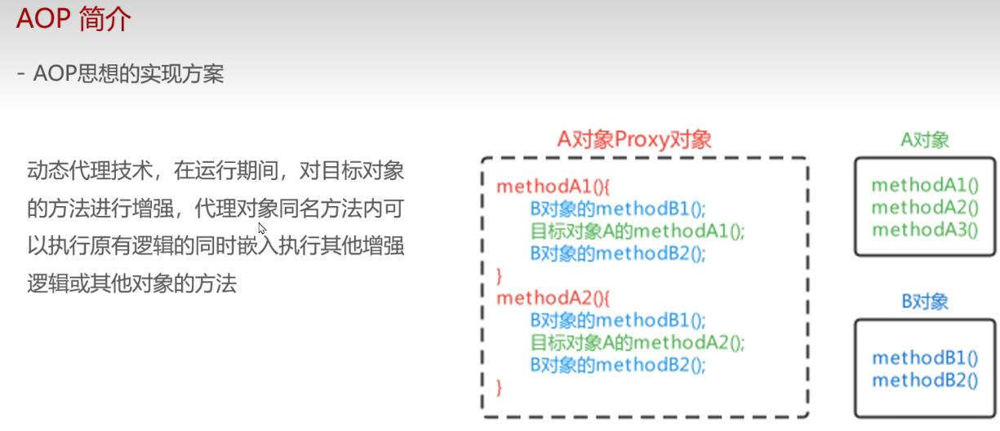 AOP 简介
- AOP思想的实现方案
动态代理技术，在运行期间，对目标对象
的方法进行增强，代理对象同名方法内可
以执行原有逻辑的同时嵌入执行其他增强
逻辑或其他对象的方法
A对象Proxy对象
methodA1(){
B对象的methodB1();
目标对象A的methodA1();
B对象的methodB2();
}
methodA2(){
B对象的methodB1();
目标对象A的methodA2();
B对象的methodB2();
}
A对象
methodA1()
methodA2()
methodA3()
B对象
methodB1()
methodB2()